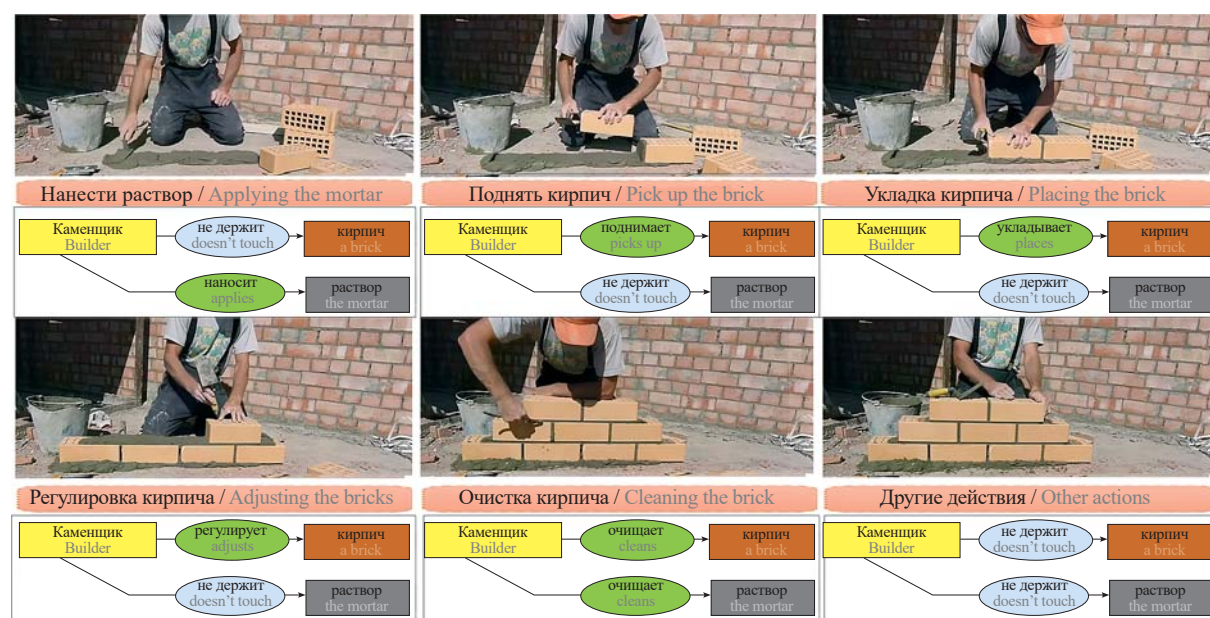 Нанести раствор / Applying the mortar
Поднять кирпич / Pick up the brick
Укладка кирпича / Placing the brick
Каменщик
Builder
не держит
doesn't touch
кирпич
a brick
наносит
applies
раствор
the mortar
Каменщик
Builder
поднимает
picks up
кирпич
a brick
не держит
doesn't touch
раствор
the mortar
Каменщик
Builder
укладывает
places
кирпич
a brick
не держит
doesn't touch
раствор
the mortar
Регулировка кирпича / Adjusting the bricks
Очистка кирпича / Cleaning the brick
Другие действия / Other actions
Каменщик
Builder
регулирует
adjusts
кирпич
a brick
не держит
doesn't touch
раствор
the mortar
Каменщик
Builder
очищает
cleans
кирпич
a brick
очищает
cleans
раствор
the mortar
Каменщик
Builder
не держит
doesn't touch
кирпич
a brick
не держит
doesn't touch
раствор
the mortar